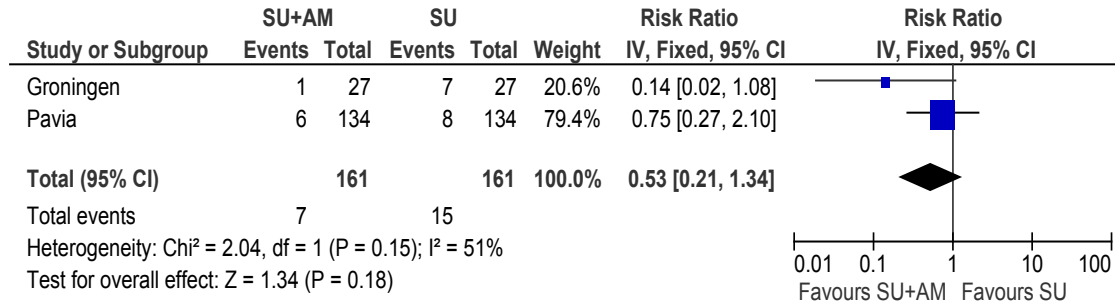 SU+AM SU Risk Ratio Risk Ratio
Study or Subgroup Events Total Events Total Weight IV, Fixed, 95% CI IV, Fixed, 95% CI
Groningen 1 27 7 27 20.6% 0.14 [0.02, 1.08]
Pavia 6 134 8 134 79.4% 0.75 [0.27, 2.10]
Total (95% CI) 161 161 100.0% 0.53 [0.21, 1.34]
Total events 7 15
Heterogeneity: Chi² = 2.04, df = 1 (P = 0.15); I² = 51%
Test for overall effect: Z = 1.34 (P = 0.18)
0.01 0.1 1 10 100
Favours SU+AM Favours SU